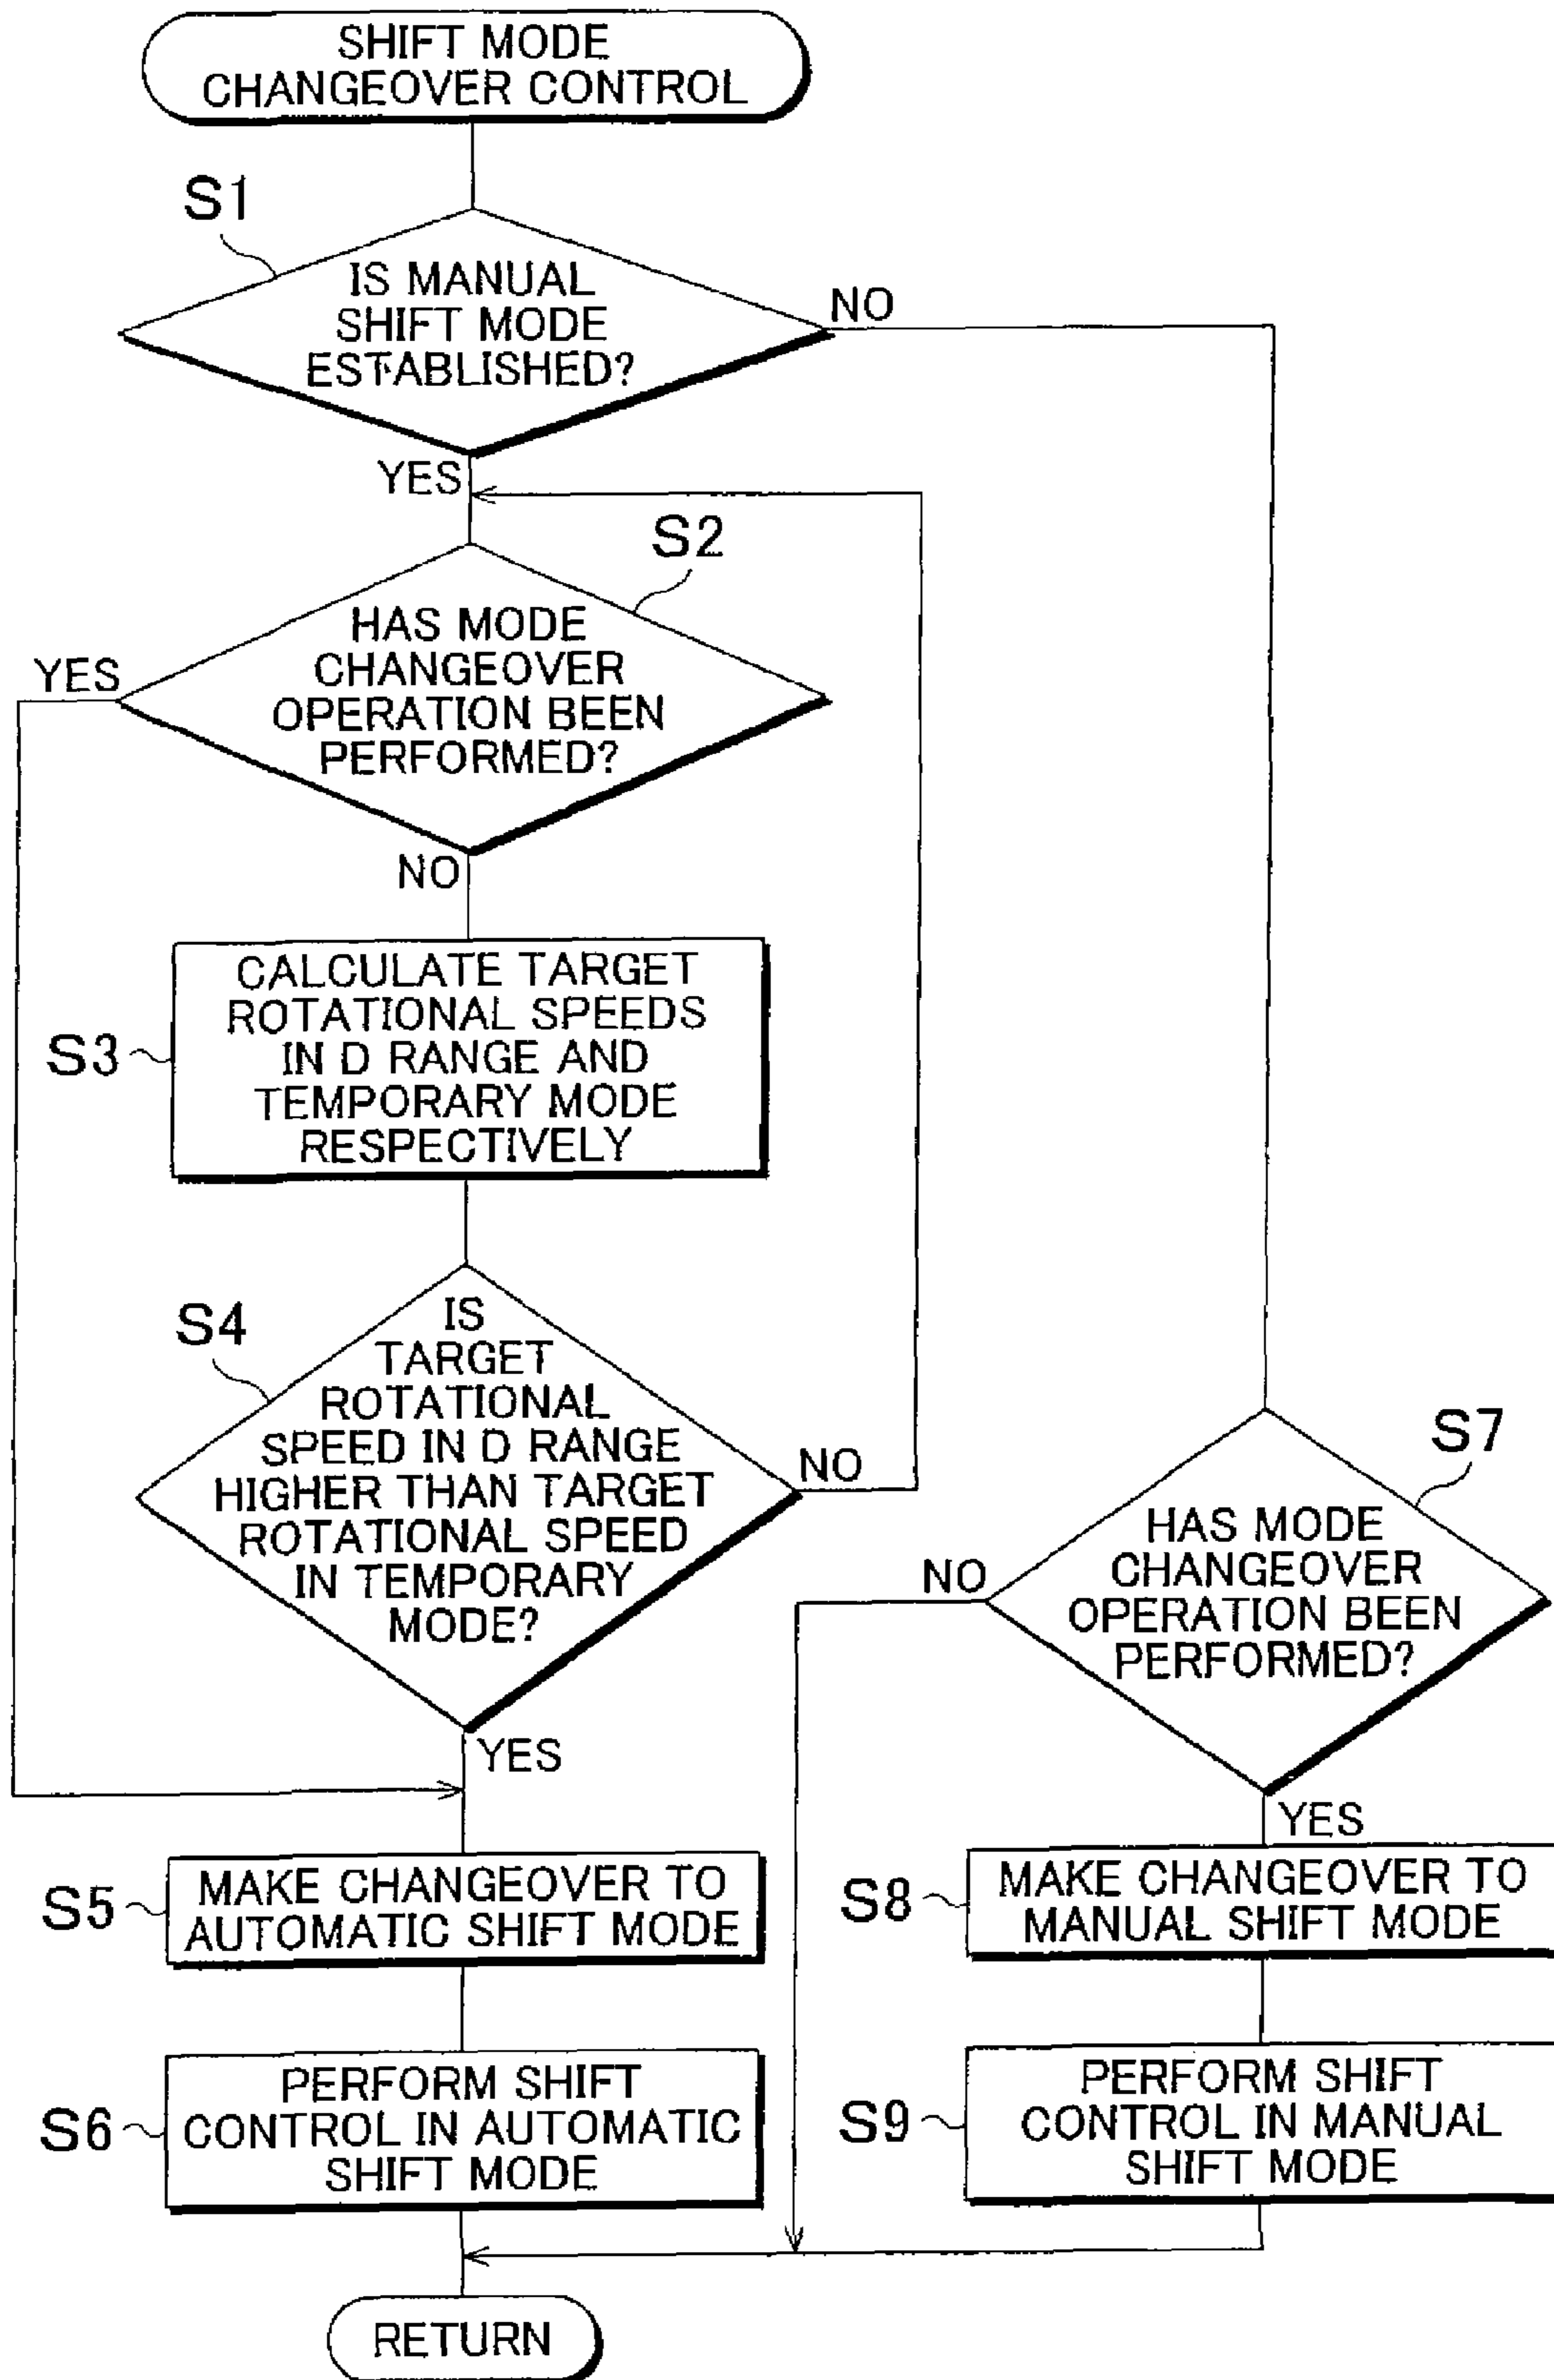 SHIFT MODE
CHANGEOVER CONTROL
S1
IS MANUAL
SHIFT MODE
ESTABLISHED?
NO
YES
S2
HAS MODE
CHANGEOVER
OPERATION BEEN
PERFORMED?
YES
NO
S3
CALCULATE TARGET
ROTATIONAL SPEEDS
IN D RANGE AND
TEMPORARY MODE
RESPECTIVELY
S4
IS
TARGET
ROTATIONAL
SPEED IN D RANGE
HIGHER THAN TARGET
ROTATIONAL SPEED
IN TEMPORARY
MODE?
NO
YES
S5
MAKE CHANGEOVER TO
AUTOMATIC SHIFT MODE
S6
PERFORM SHIFT
CONTROL IN AUTOMATIC
SHIFT MODE
S7
HAS MODE
CHANGEOVER
OPERATION BEEN
PERFORMED?
NO
YES
S8
MAKE CHANGEOVER TO
MANUAL SHIFT MODE
S9
PERFORM SHIFT
CONTROL IN MANUAL
SHIFT MODE
RETURN